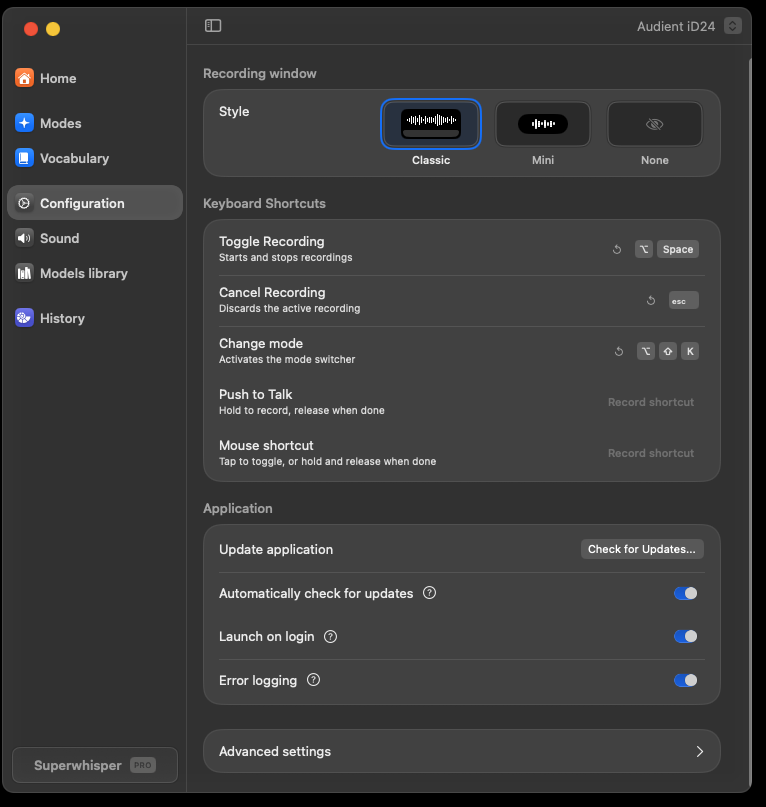 Audient iD24
Home
Modes
Vocabulary
Configuration
Sound
Models library
History
Superwhisper PRO
Recording window
Style
Classic
Mini
None
Keyboard Shortcuts
Toggle Recording
Starts and stops recordings
⌥ Space
Cancel Recording
Discards the active recording
esc
Change mode
Activates the mode switcher
⌥ ⇧ K
Push to Talk
Hold to record, release when done
Record shortcut
Mouse shortcut
Tap to toggle, or hold and release when done
Record shortcut
Application
Update application
Check for Updates...
Automatically check for updates ?
Launch on login ?
Error logging ?
Advanced settings